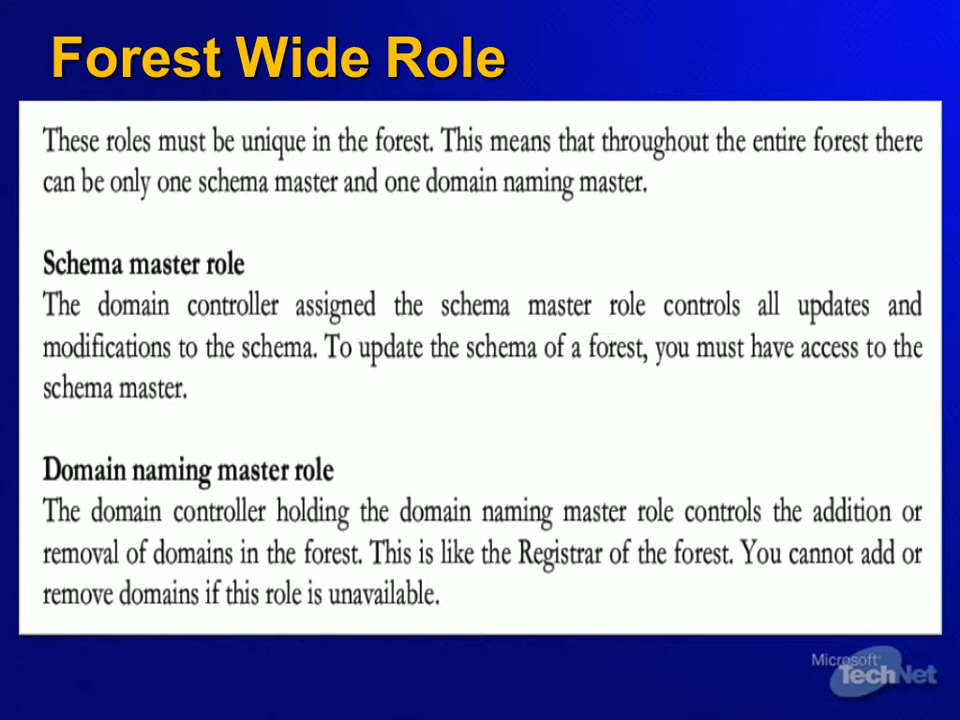 Forest Wide Role
These roles must be unique in the forest. This means that throughout the entire forest there
can be only one schema master and one domain naming master.
Schema master role
The domain controller assigned the schema master role controls all updates and
modifications to the schema. To update the schema of a forest, you must have access to the
schema master.
Domain naming master role
The domain controller holding the domain naming master role controls the addition or
removal of domains in the forest. This is like the Registrar of the forest. You cannot add or
remove domains if this role is unavailable.
Microsoft®
TechNet